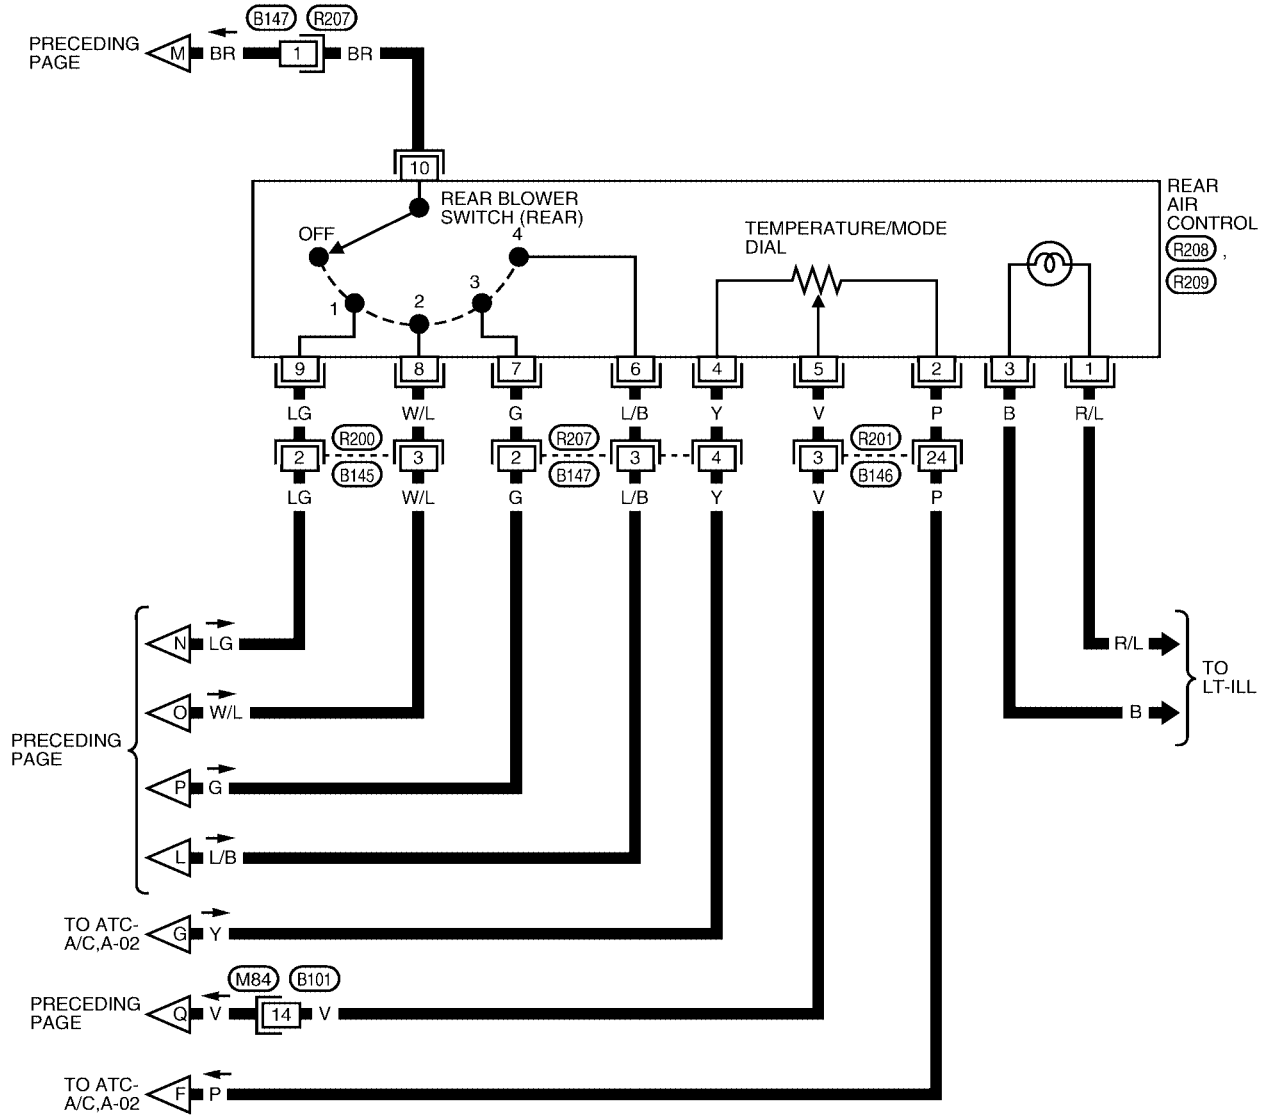 B147 R207
PRECEDING
PAGE
M BR 1 BR
10
REAR BLOWER
SWITCH (REAR)
OFF
1
2
3
4
TEMPERATURE/MODE
DIAL
REAR
AIR
CONTROL
R208 ,
R209
9 8 7 6 4 5 2 3 1
LG W/L G L/B Y V P B R/L
R200 R207 R201
2 3 2 3 4 3 24
B145 B147 B146
LG W/L G L/B Y V P
PRECEDING
PAGE
N LG
O W/L
P G
L L/B
R/L
B
TO
LT-ILL
TO ATC-
A/C,A-02
G Y
M84 B101
PRECEDING
PAGE
Q V 14 V
TO ATC-
A/C,A-02
F P